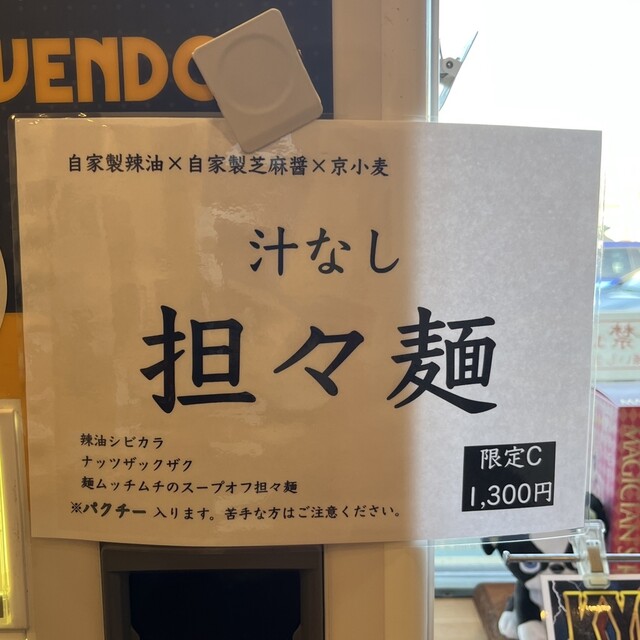 VENDO
自家製辣油×自家製芝麻醤×京小麦
汁なし
担々麺
辣油シビカラ
ナッツザックザク
麺ムッチムチのスープオフ担々麺
※パクチー 入ります。苦手な方はご注意ください。
限定C
1,300円
禁
MAGICIAN